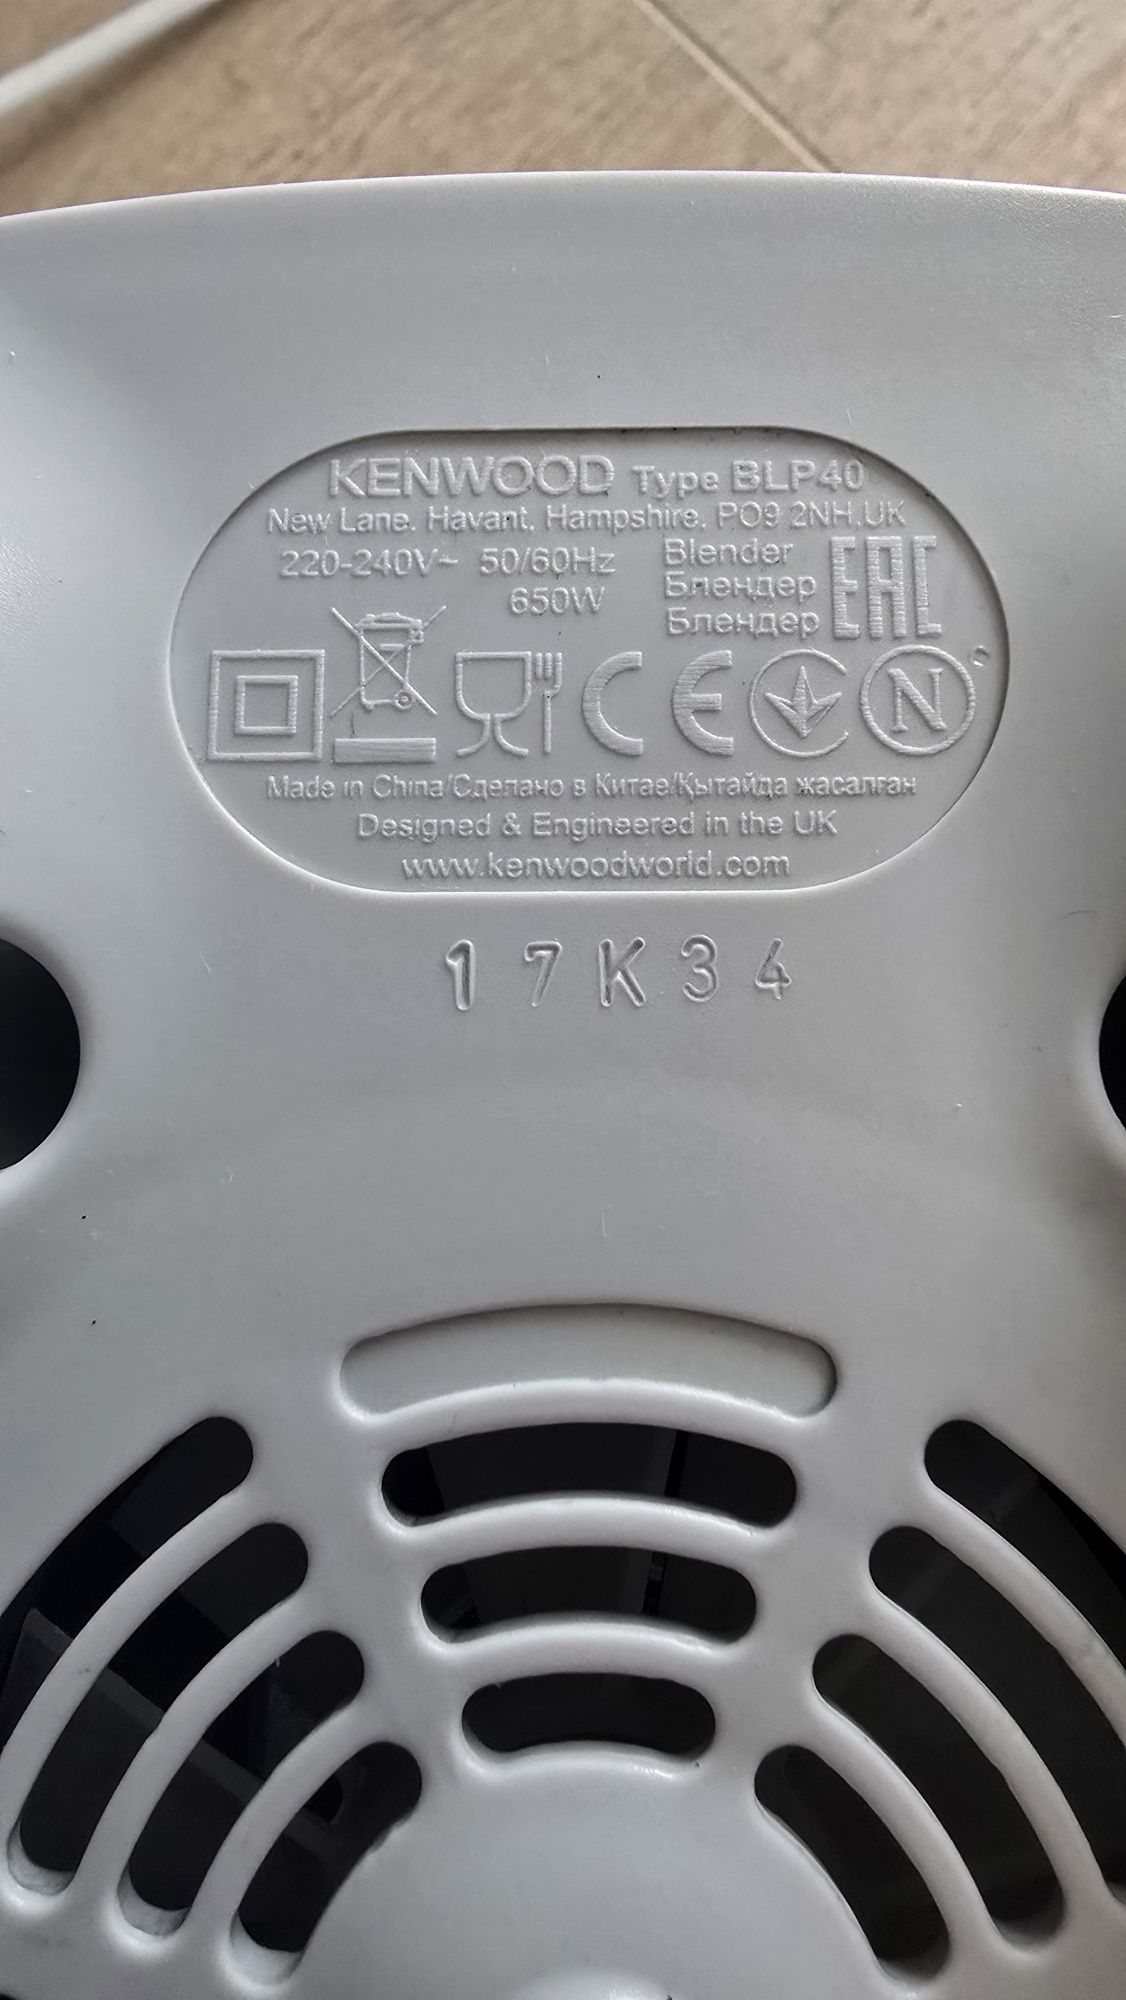 KENWOOD Type BLP40
New Lane, Havant, Hampshire, PO9 2NH,UK
220-240V~ 50/60Hz
650W
Blender
Блендер
Блендер
EAC
CE
N
Made in China/Сделано в Китае/Қытайда жасалған
Designed & Engineered in the UK
www.kenwoodworld.com
17K34